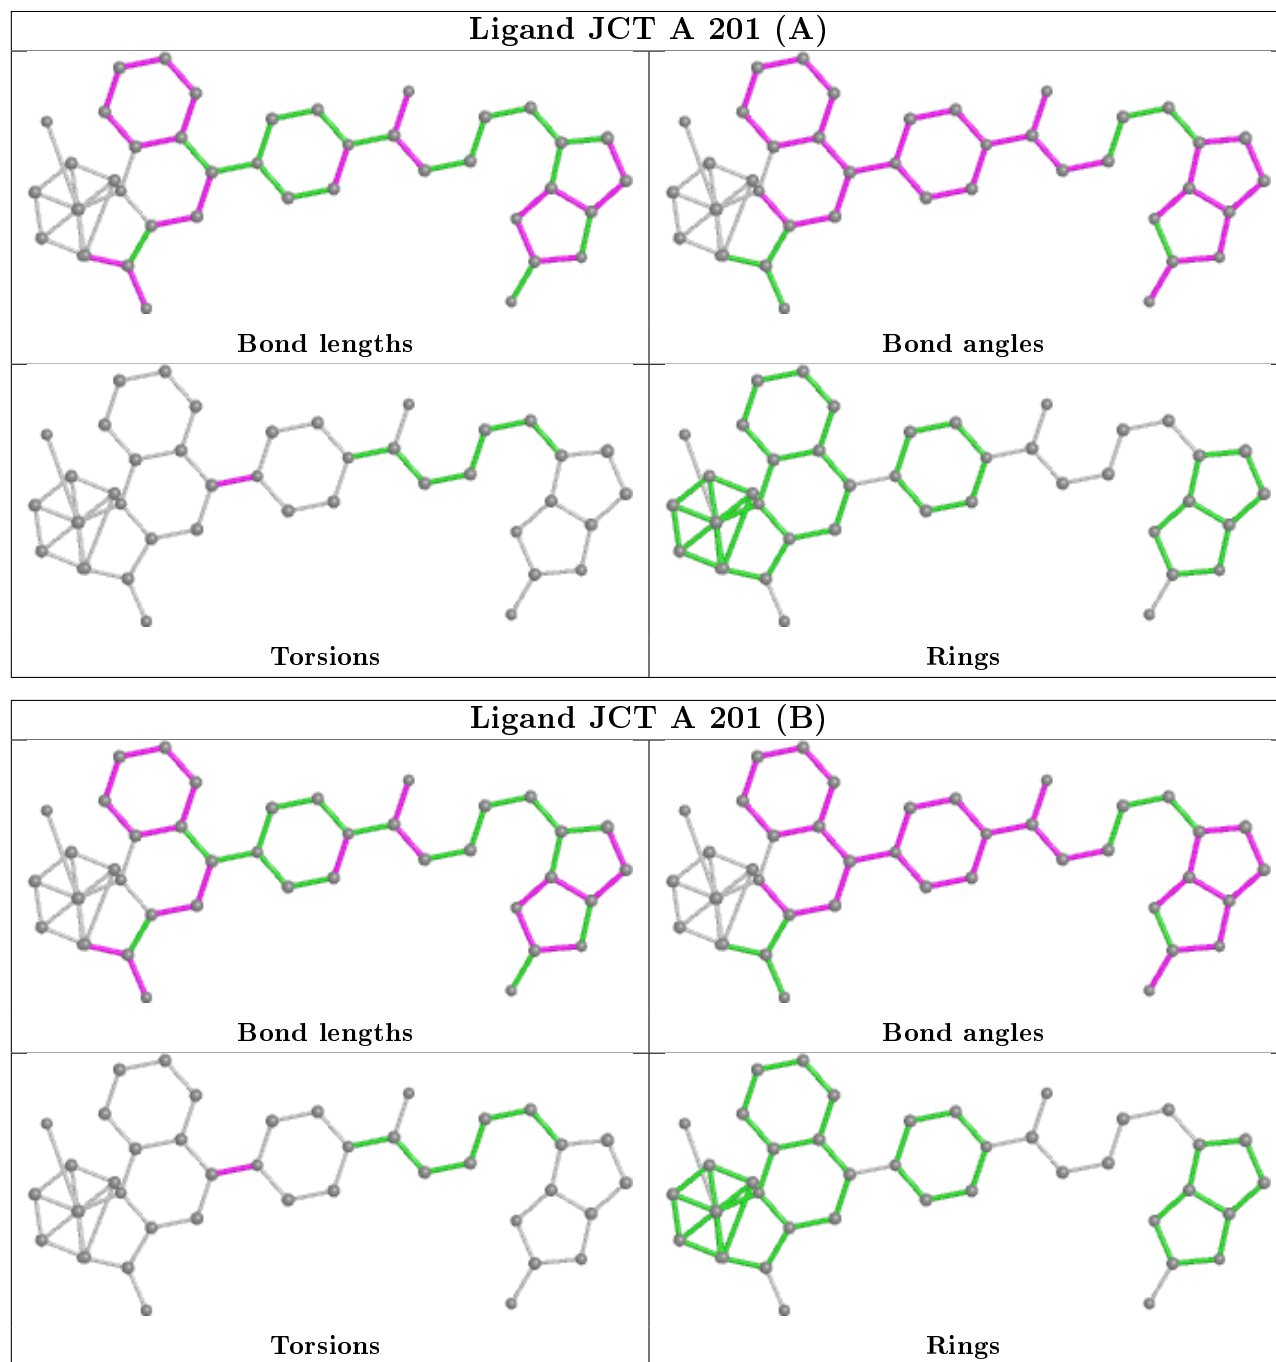 Ligand JCT A 201 (A)
Bond lengths
Bond angles
Torsions
Rings
Ligand JCT A 201 (B)
Bond lengths
Bond angles
Torsions
Rings